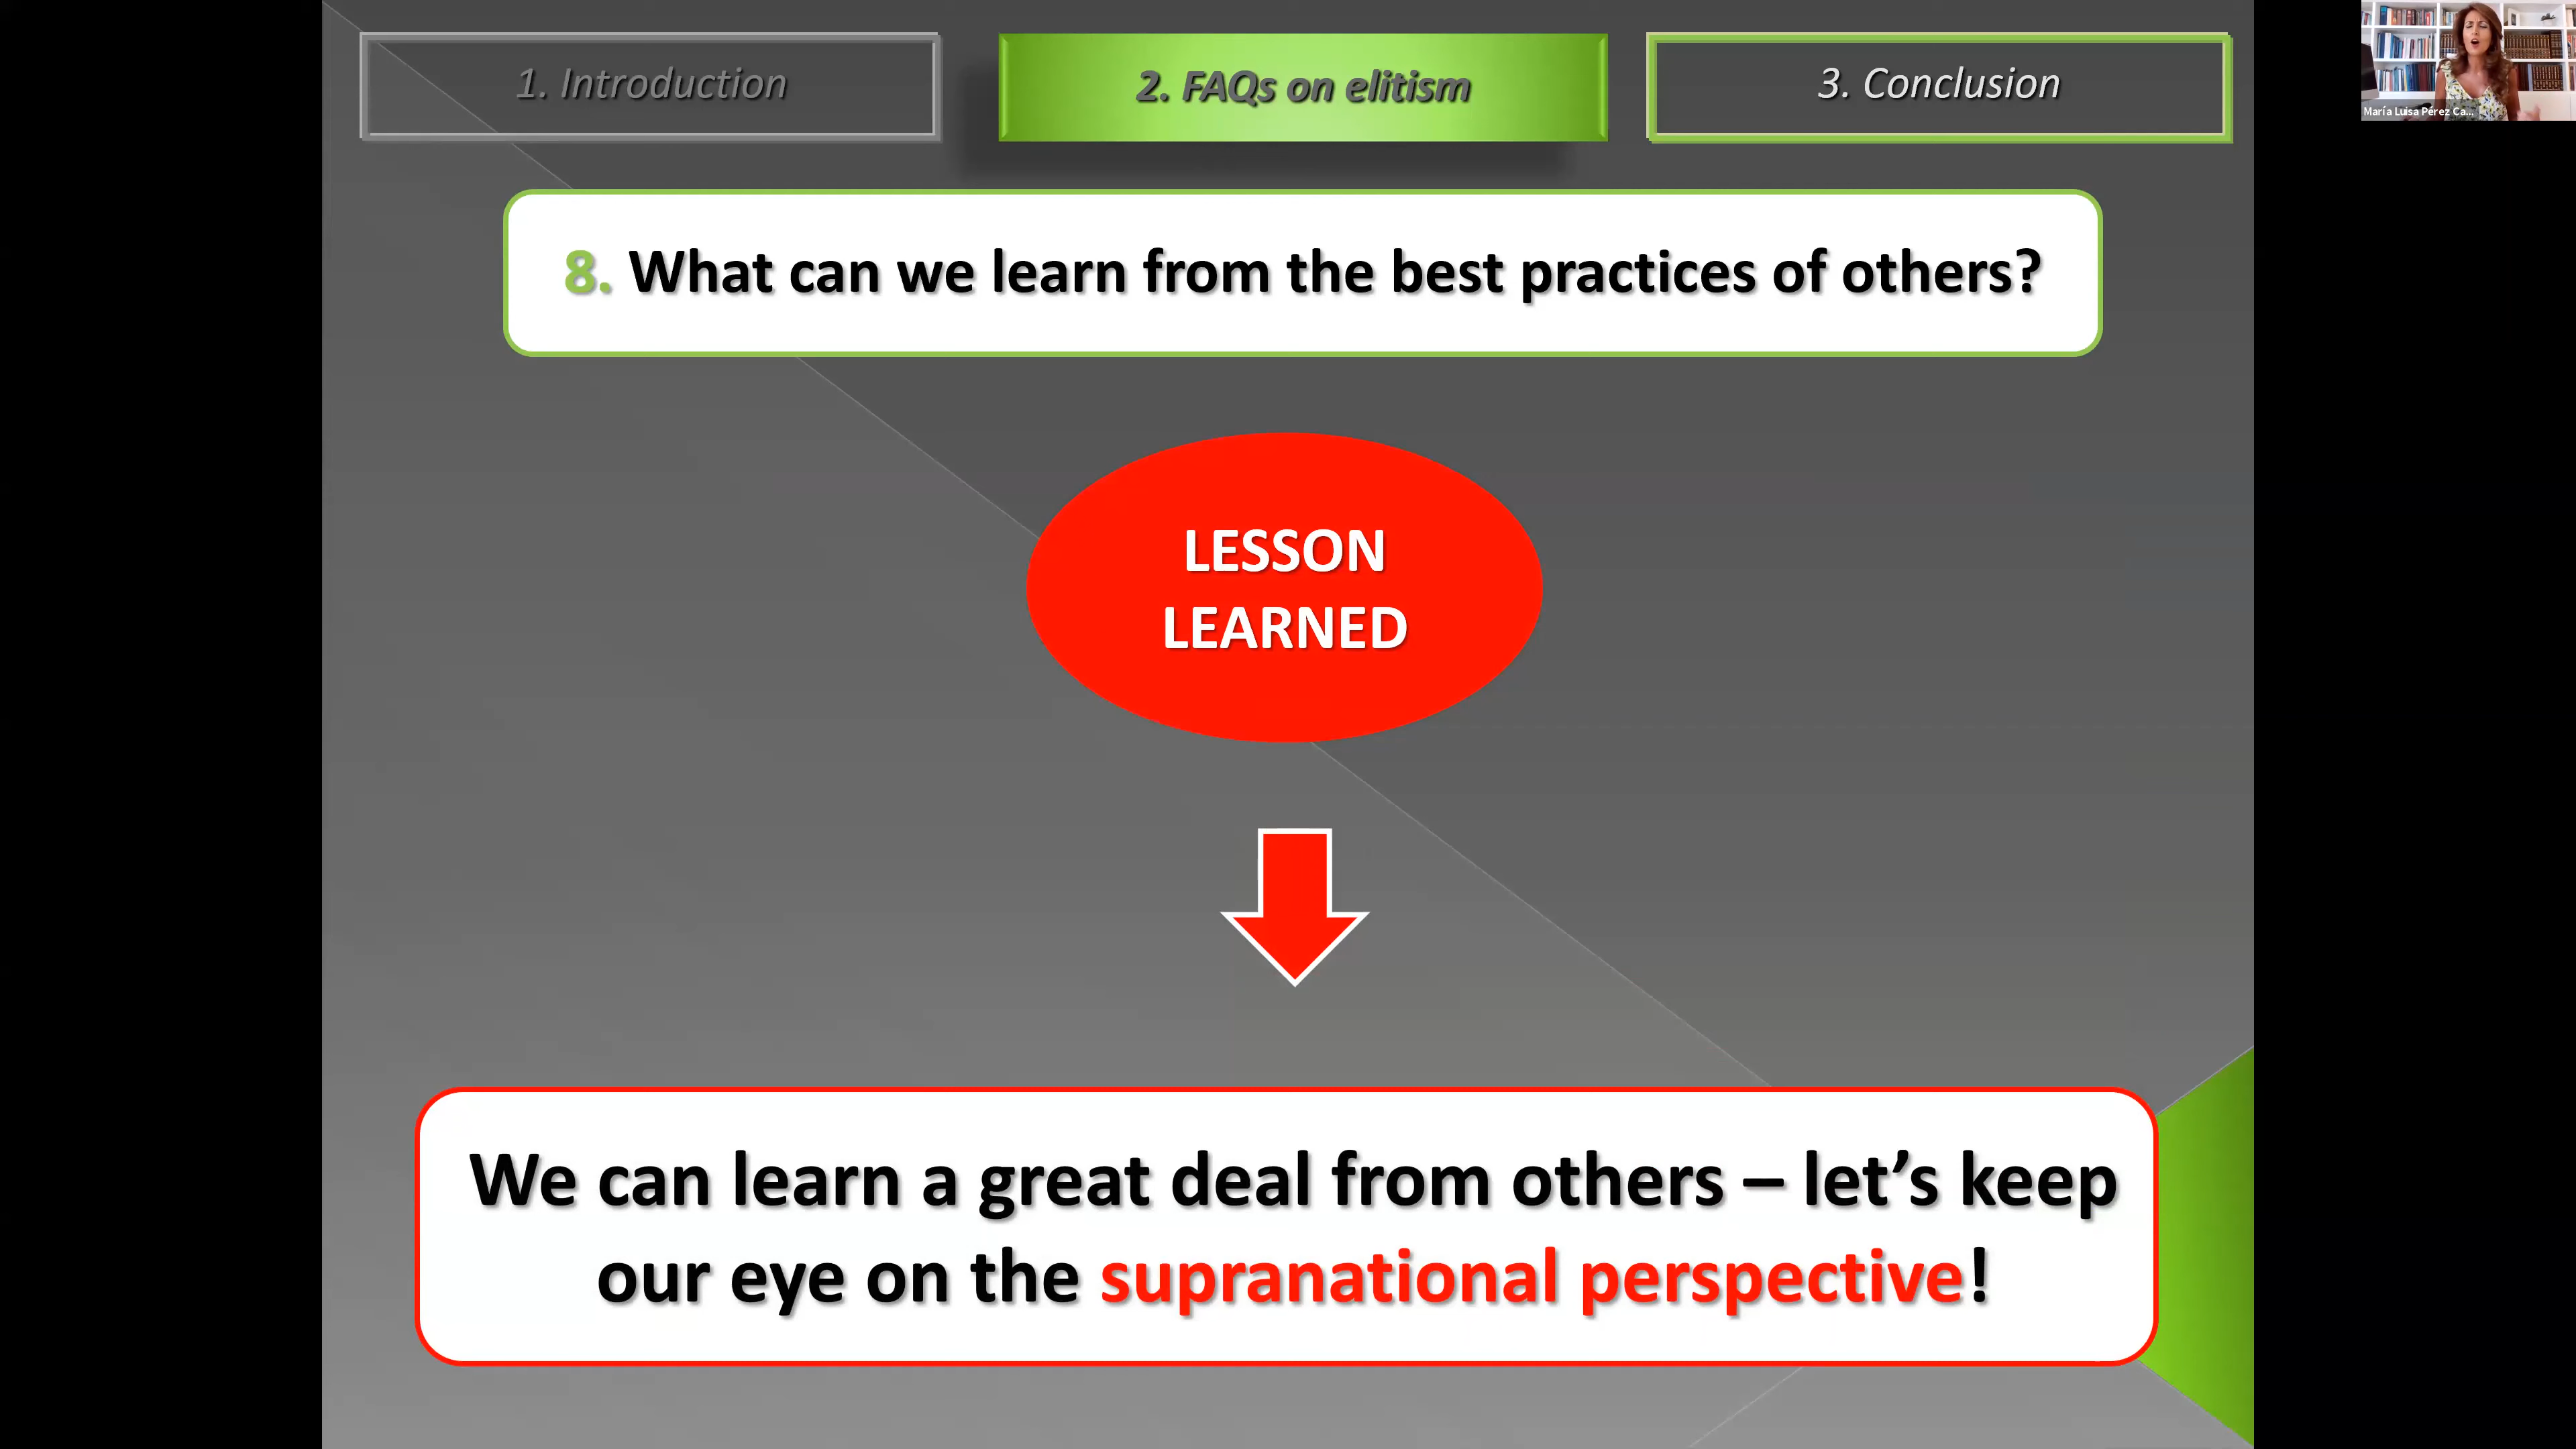 1. Introduction
2. FAQs on elitism
3. Conclusion
María Luisa Pérez Ca...
8. What can we learn from the best practices of others?
LESSON
LEARNED
We can learn a great deal from others – let’s keep
our eye on the supranational perspective!